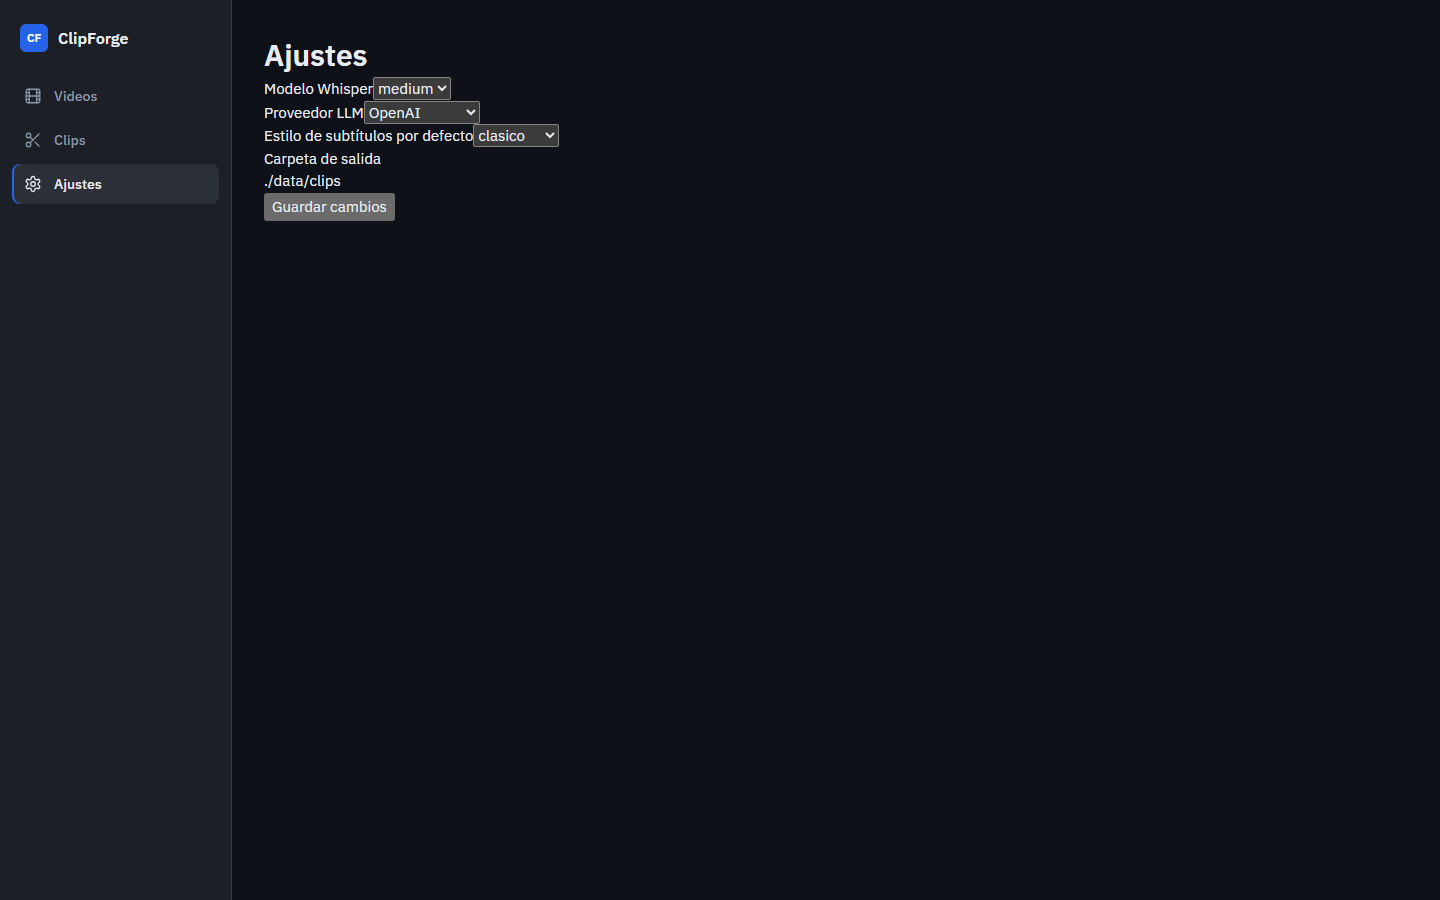 CF ClipForge
Videos
Clips
Ajustes
Ajustes
Modelo Whisper medium
Proveedor LLM OpenAI
Estilo de subtítulos por defecto clasico
Carpeta de salida
./data/clips
Guardar cambios